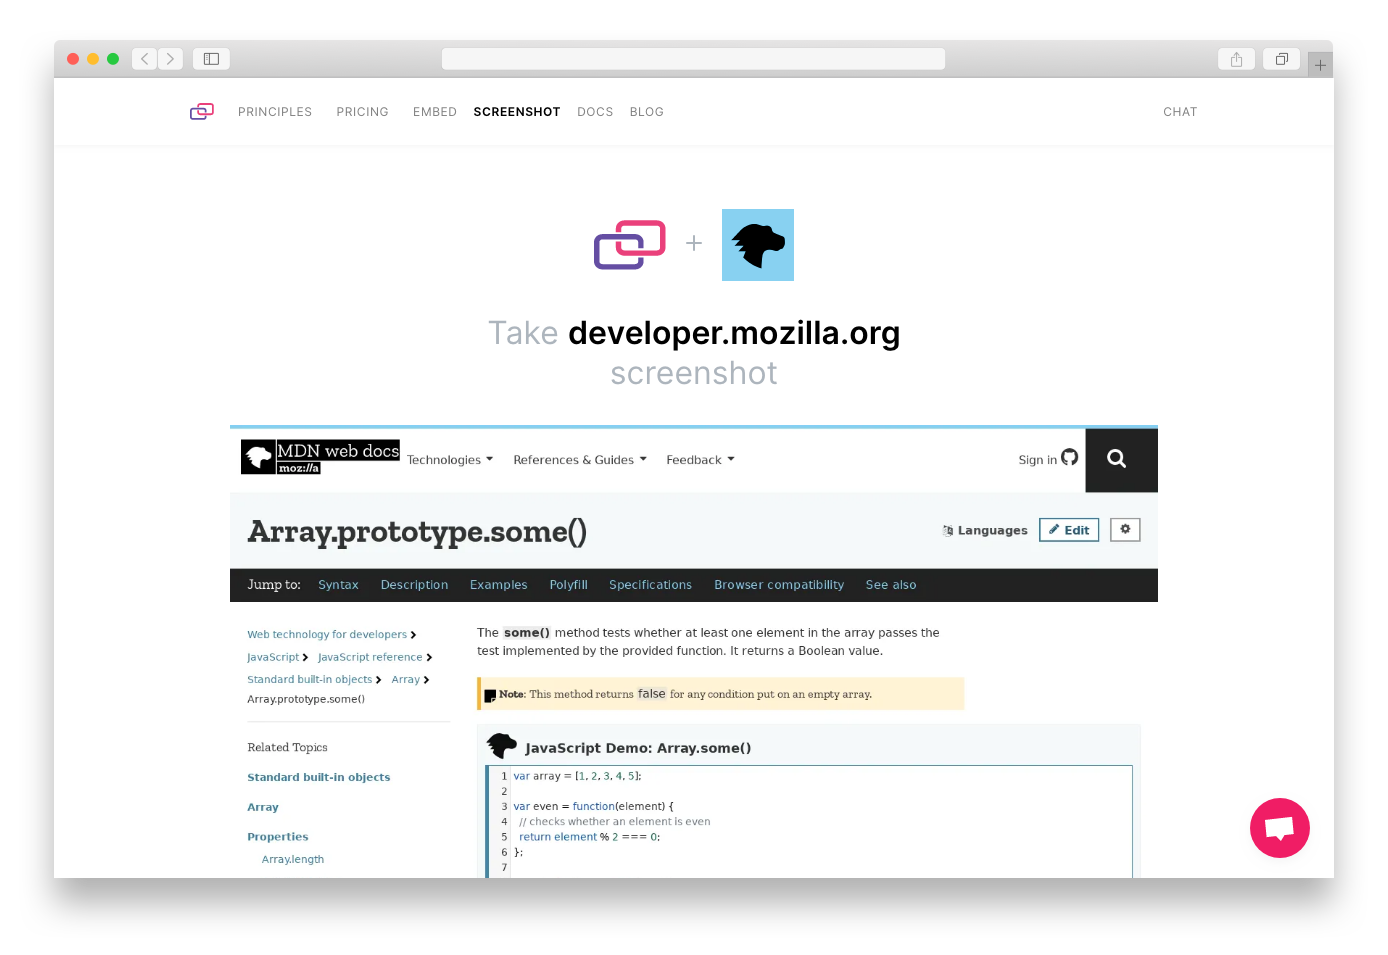 PRINCIPLES PRICING EMBED SCREENSHOT DOCS BLOG CHAT
Take developer.mozilla.org
screenshot
MDN web docs
moz://a
Technologies References & Guides Feedback Sign in
Array.prototype.some()
Languages Edit
Jump to: Syntax Description Examples Polyfill Specifications Browser compatibility See also
Web technology for developers
JavaScript JavaScript reference
Standard built-in objects Array
Array.prototype.some()
Related Topics
Standard built-in objects
Array
Properties
Array.length
The some() method tests whether at least one element in the array passes the
test implemented by the provided function. It returns a Boolean value.
Note: This method returns false for any condition put on an empty array.
JavaScript Demo: Array.some()
1 var array = [1, 2, 3, 4, 5];
2
3 var even = function(element) {
4 // checks whether an element is even
5 return element % 2 === 0;
6 };
7